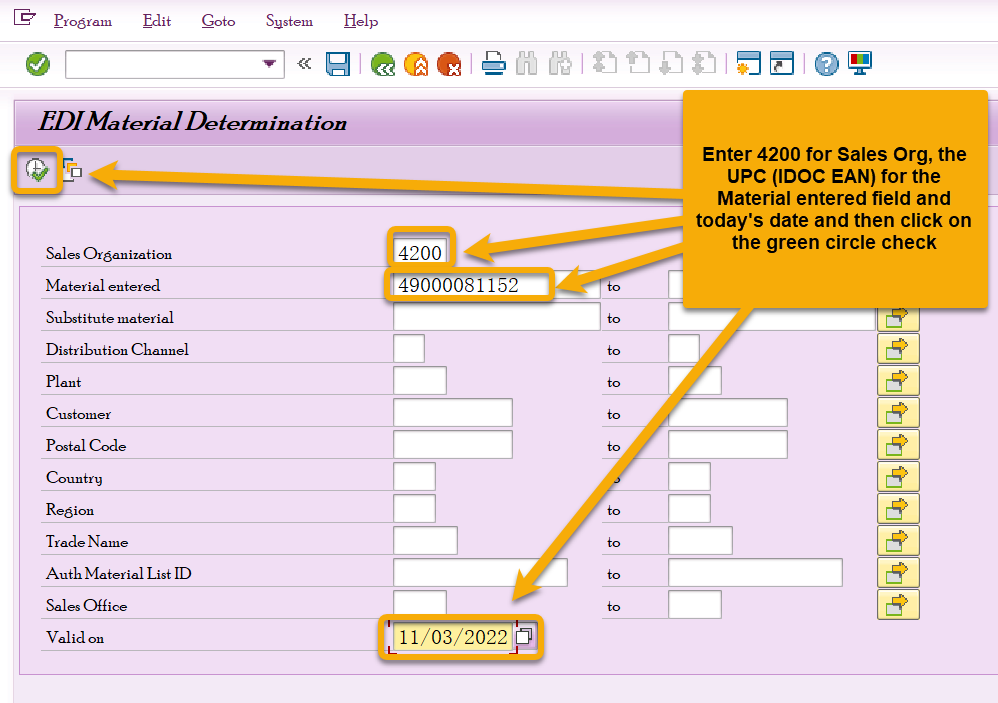 Program Edit Goto System Help
EDI Material Determination
Enter 4200 for Sales Org, the
UPC (IDOC EAN) for the
Material entered field and
today's date and then click on
the green circle check
Sales Organization 4200
Material entered 49000081152 to
Substitute material to
Distribution Channel to
Plant to
Customer to
Postal Code to
Country to
Region to
Trade Name to
Auth Material List ID to
Sales Office to
Valid on 11/03/2022